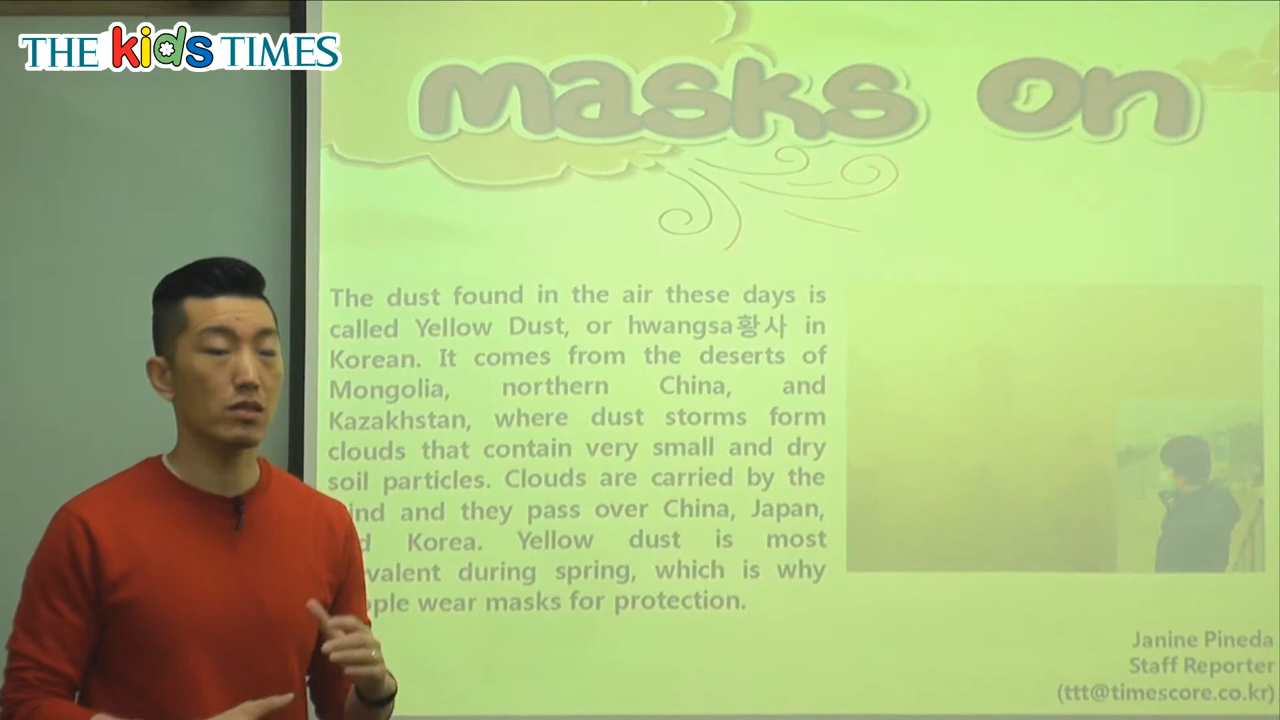 THE kids TIMES
masks on
The dust found in the air these days is
called Yellow Dust, or hwangsa황사 in
Korean. It comes from the deserts of
Mongolia, northern China, and
Kazakhstan, where dust storms form
clouds that contain very small and dry
soil particles. Clouds are carried by the
ind and they pass over China, Japan,
d Korea. Yellow dust is most
valent during spring, which is why
ople wear masks for protection.
Janine Pineda
Staff Reporter
(ttt@timescore.co.kr)